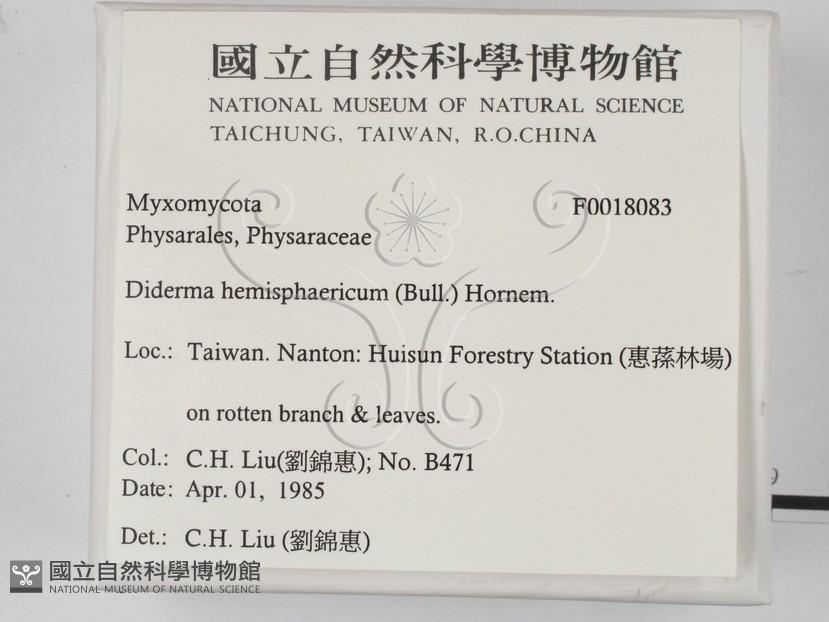 國立自然科學博物館
NATIONAL MUSEUM OF NATURAL SCIENCE
TAICHUNG, TAIWAN, R.O.CHINA
Myxomycota F0018083
Physarales, Physaraceae
Diderma hemisphaericum (Bull.) Hornem.
Loc.: Taiwan. Nanton: Huisun Forestry Station (惠蓀林場)
on rotten branch & leaves.
Col.: C.H. Liu(劉錦惠); No. B471
Date: Apr. 01, 1985
Det.: C.H. Liu (劉錦惠)
國立自然科學博物館
NATIONAL MUSEUM OF NATURAL SCIENCE